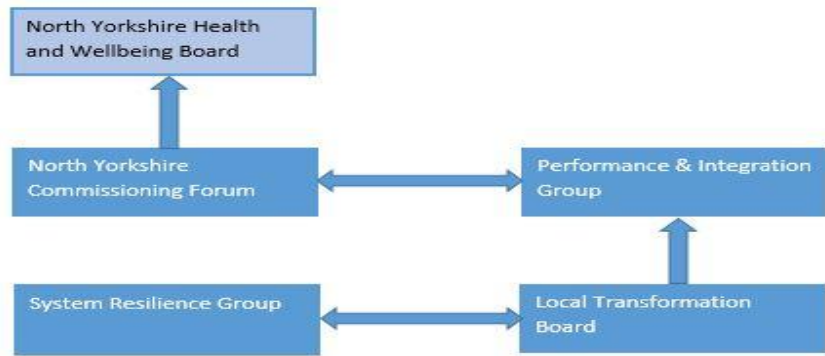 North Yorkshire Health
and Wellbeing Board
North Yorkshire
Commissioning Forum
Performance & Integration
Group
System Resilience Group
Local Transformation
Board